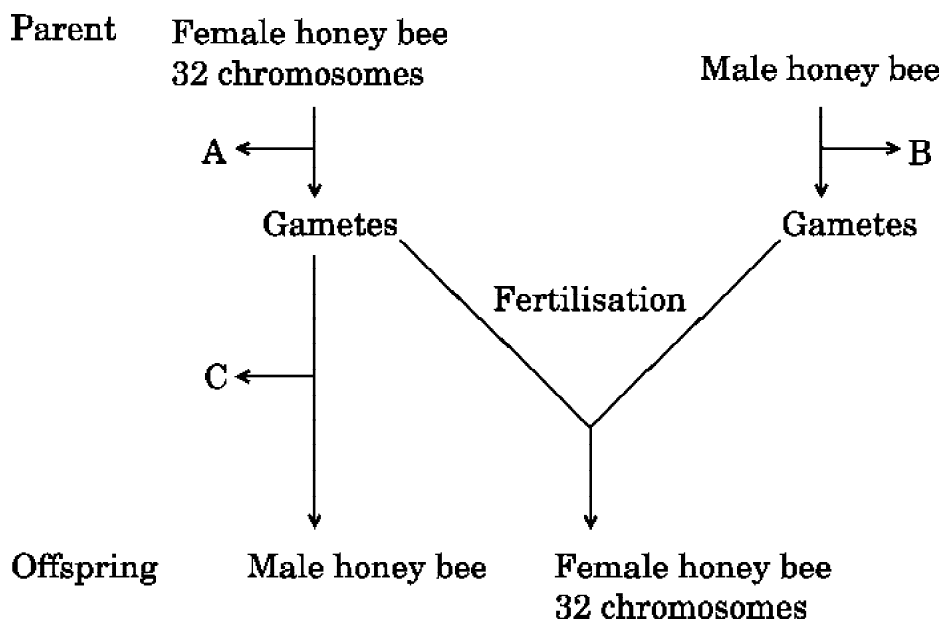 Parent
Female honey bee
32 chromosomes
Male honey bee
A
B
Gametes
Gametes
Fertilisation
C
Offspring
Male honey bee
Female honey bee
32 chromosomes